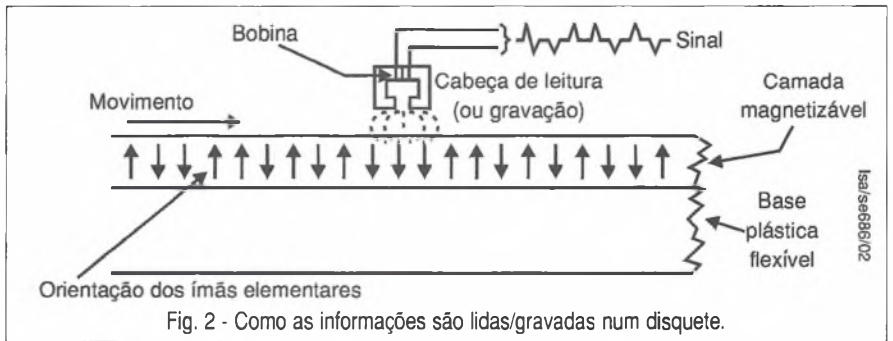 Bobina
Sinal
Cabeça de leitura
(ou gravação)
Movimento
Camada
magnetizável
Base
plástica
flexível
Isa/se686/02
Orientação dos ímãs elementares
Fig. 2 - Como as informações são lidas/gravadas num disquete.